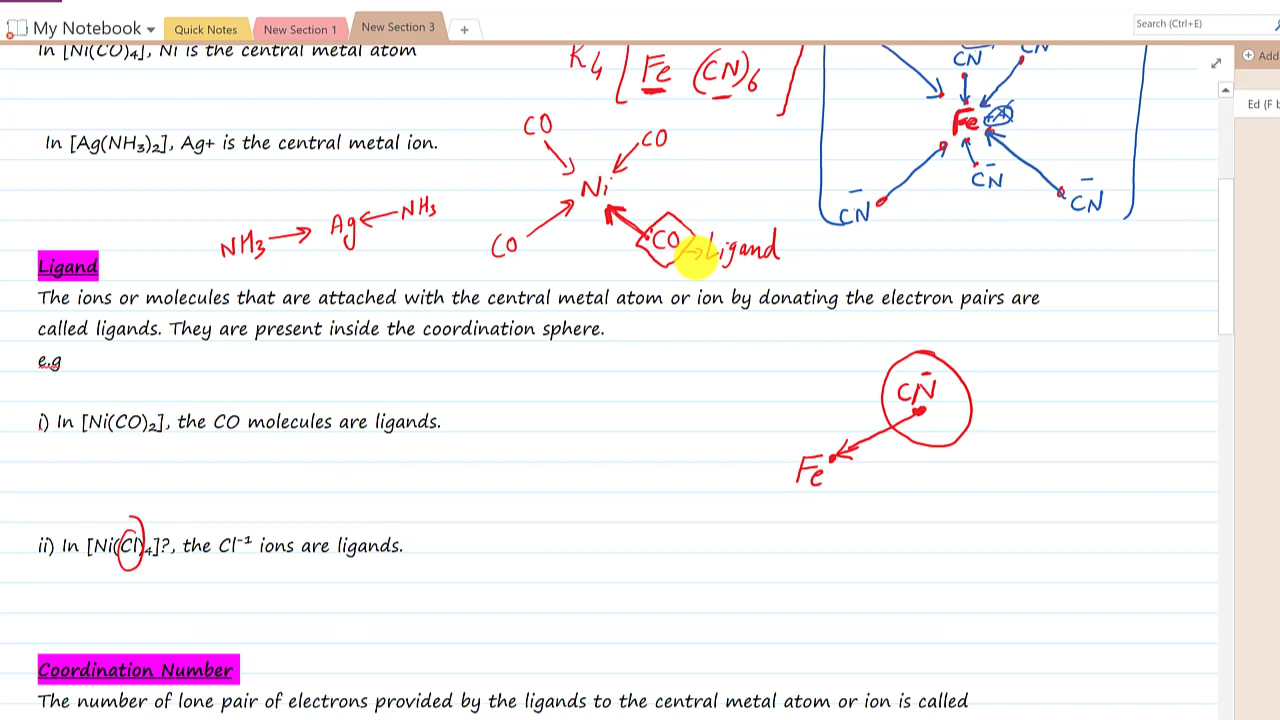 My Notebook
Quick Notes
New Section 1
New Section 3
+
Search (Ctrl+E)
Add
Ed {F b
In [Ni(CO)₄], Ni is the central metal atom
K4 [Fe (CN)6]
CN
CN
Fe
CN̄
CN̄
CN̄
In [Ag(NH₃)₂], Ag+ is the central metal ion.
CO
CO
Ni
CO
CO → Ligand
NH3 → Ag ← NH3
Ligand
The ions or molecules that are attached with the central metal atom or ion by donating the electron pairs are
called ligands. They are present inside the coordination sphere.
e.g
CN̄
Fe
i) In [Ni(CO)₂], the CO molecules are ligands.
ii) In [Ni(Cl)₄]?, the Cl⁻¹ ions are ligands.
Coordination Number
The number of lone pair of electrons provided by the ligands to the central metal atom or ion is called